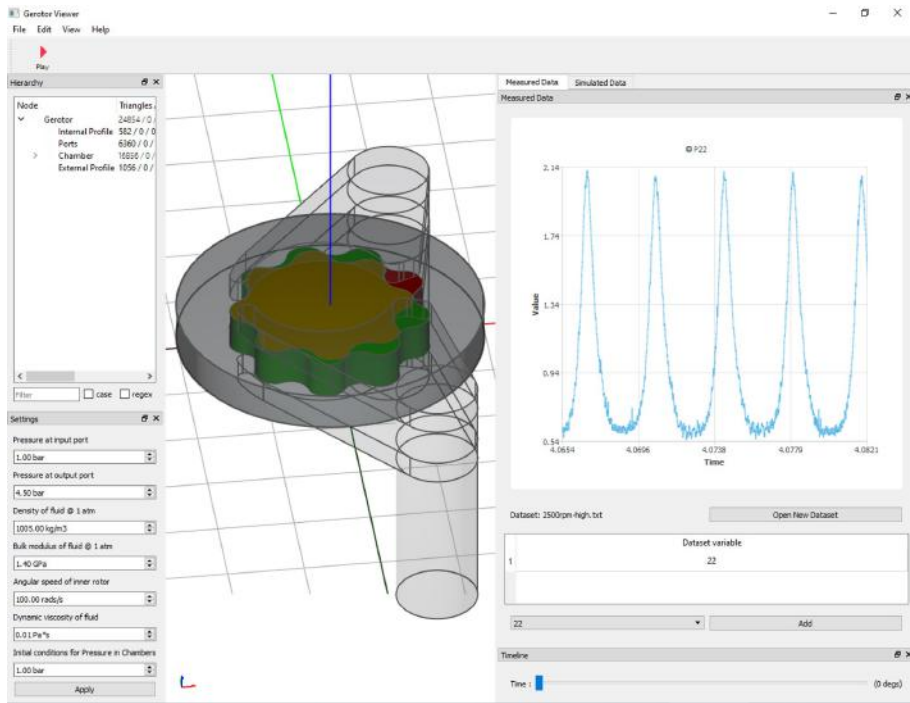 Gerotor Viewer
File Edit View Help
Play
Hierarchy
Node Triangles
Gerotor 24854 / 0 /
Internal Profile 582 / 0 / 0
Ports 6360 / 0 /
Chamber 16856 / 0 /
External Profile 1056 / 0 /
Filter case regex
Settings
Pressure at input port
1.00 bar
Pressure at output port
4.50 bar
Density of fluid @ 1 atm
1005.00 kg/m3
Bulk modulus of fluid @ 1 atm
1.40 GPa
Angular speed of inner rotor
100.00 rads/s
Dynamic viscosity of fluid
0.01 Pa*s
Initial conditions for Pressure in Chambers
1.00 bar
Apply
Measured Data Simulated Data
Measured Data
P22
2.14
1.74
1.34
0.94
0.54
Value
4.0654 4.0696 4.0738 4.0779 4.0821
Time
Dataset: 2500rpm-high.txt Open New Dataset
Dataset variable
1 22
22 Add
Timeline
Time : (0 degs)